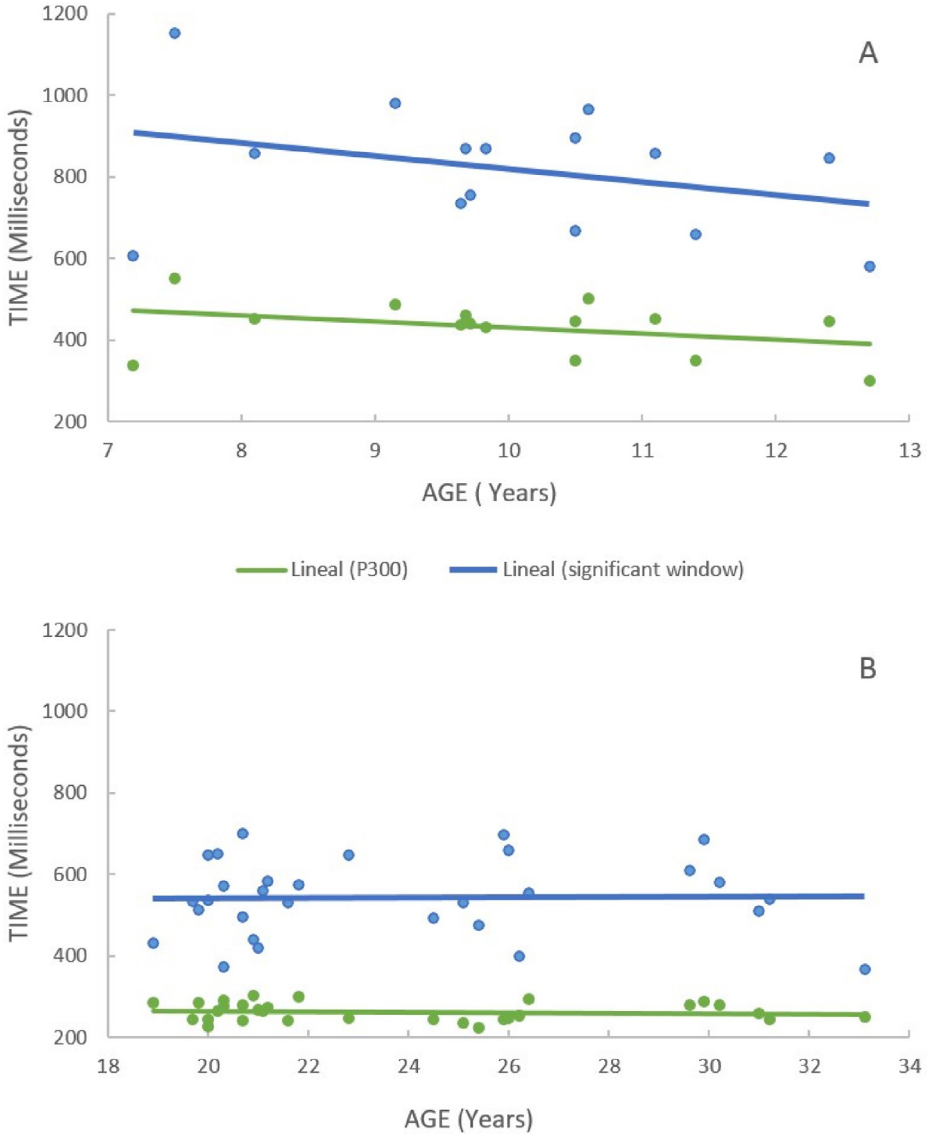 1200
A
1000
800
600
400
200
TIME (Milliseconds)
7 8 9 10 11 12 13
AGE ( Years)
Lineal (P300) Lineal (significant window)
1200
B
1000
800
600
400
200
TIME (Milliseconds)
18 20 22 24 26 28 30 32 34
AGE (Years)